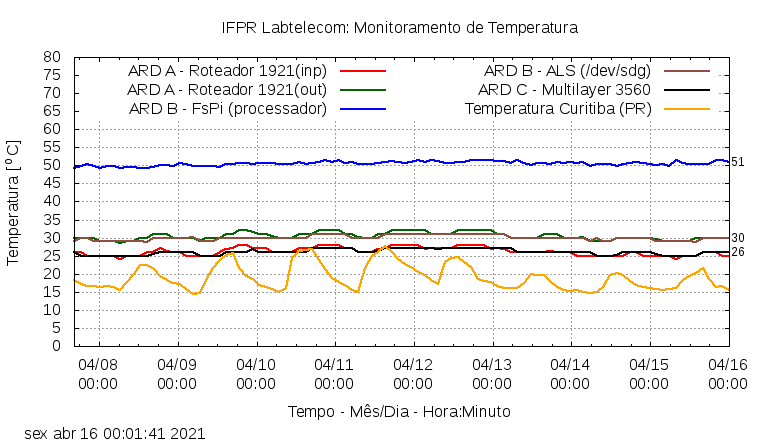 IFPR Labtelecom: Monitoramento de Temperatura
ARD A - Roteador 1921(inp)
ARD A - Roteador 1921(out)
ARD B - FsPi (processador)
ARD B - ALS (/dev/sdg)
ARD C - Multilayer 3560
Temperatura Curitiba (PR)
Temperatura [ºC]
80
75
70
65
60
55
50
45
40
35
30
25
20
15
10
5
0
51
30
26
04/08 04/09 04/10 04/11 04/12 04/13 04/14 04/15 04/16
00:00 00:00 00:00 00:00 00:00 00:00 00:00 00:00 00:00
Tempo - Mês/Dia - Hora:Minuto
sex abr 16 00:01:41 2021